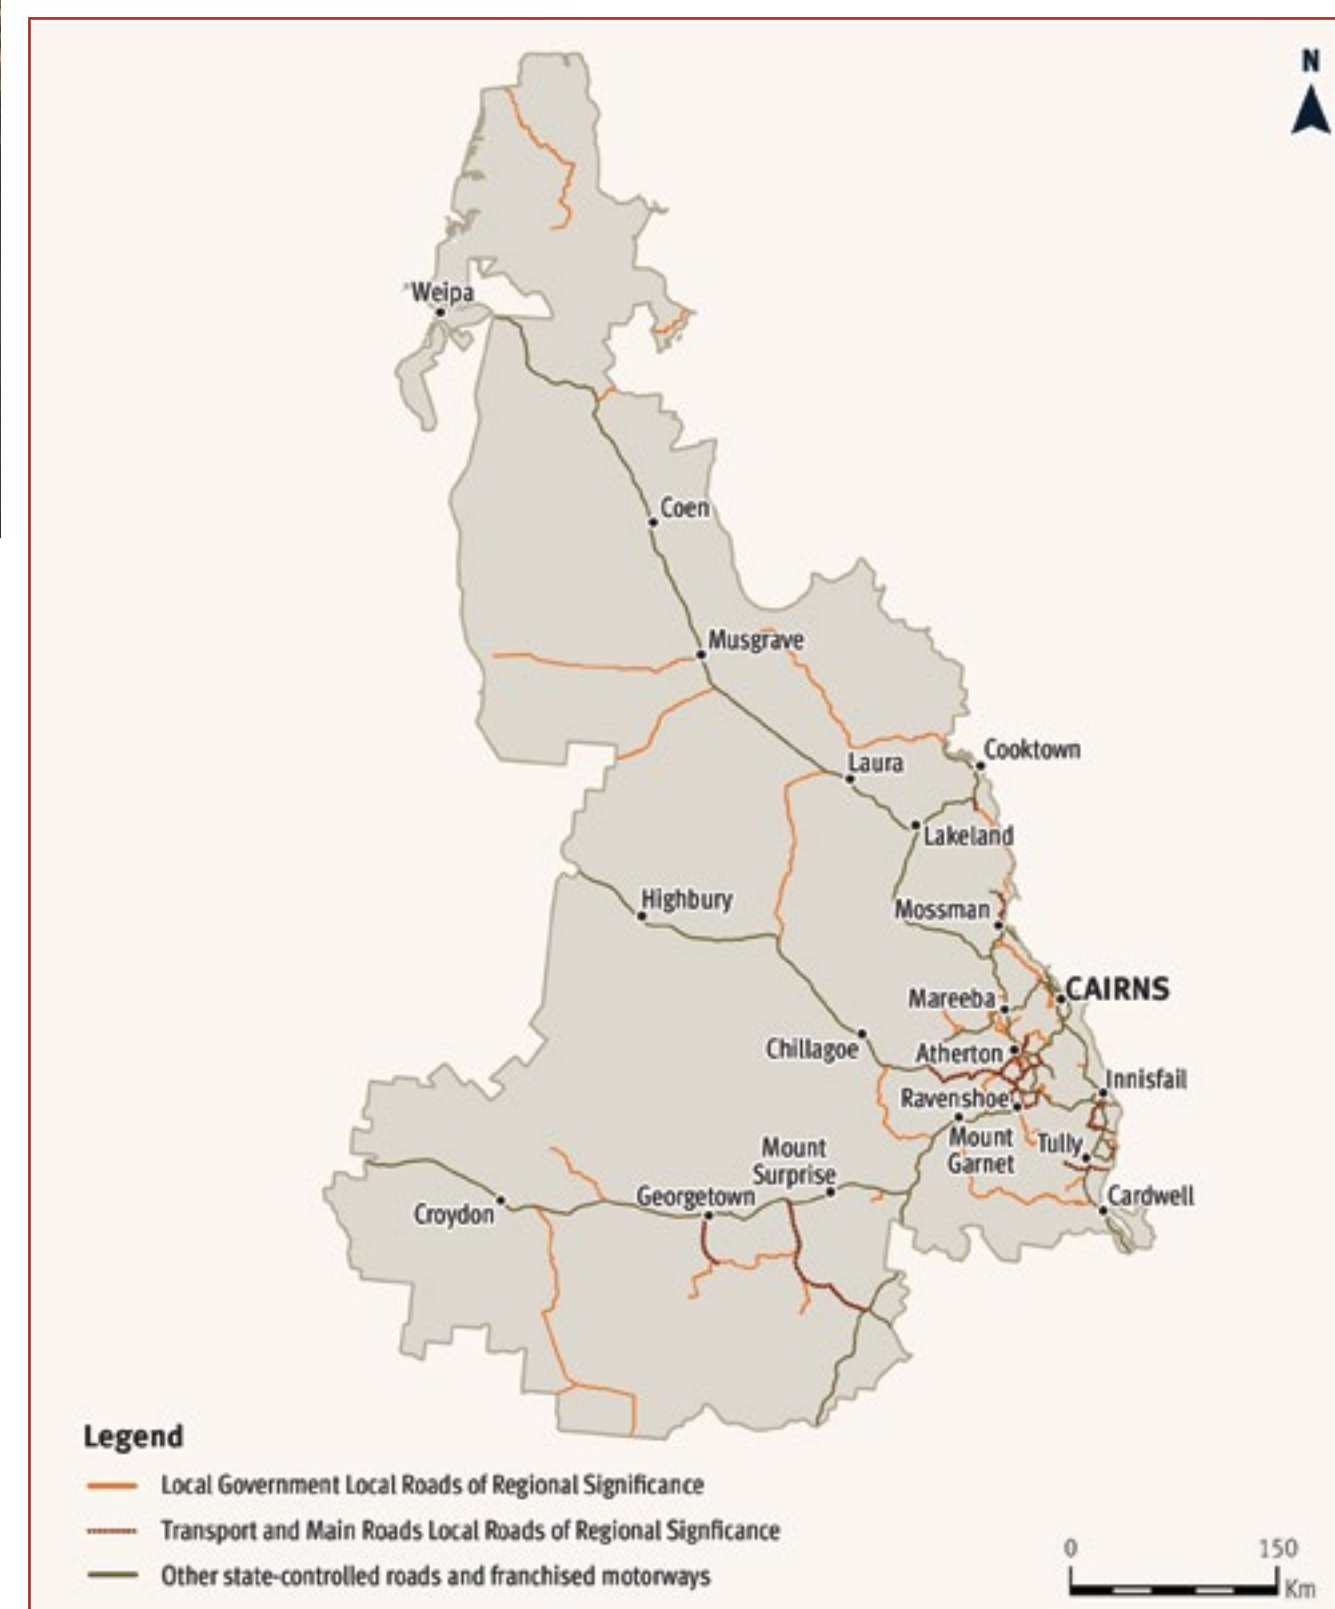 N
Weipa
Coen
Musgrave
Cooktown
Laura
Lakeland
Highbury
Mossman
CAIRNS
Mareeba
Chillagoe
Atherton
Innisfail
Ravenshoe
Mount
Garnet
Tully
Mount
Surprise
Cardwell
Georgetown
Croydon
Legend
Local Government Local Roads of Regional Significance
Transport and Main Roads Local Roads of Regional Signficance
Other state-controlled roads and franchised motorways
0 150
Km